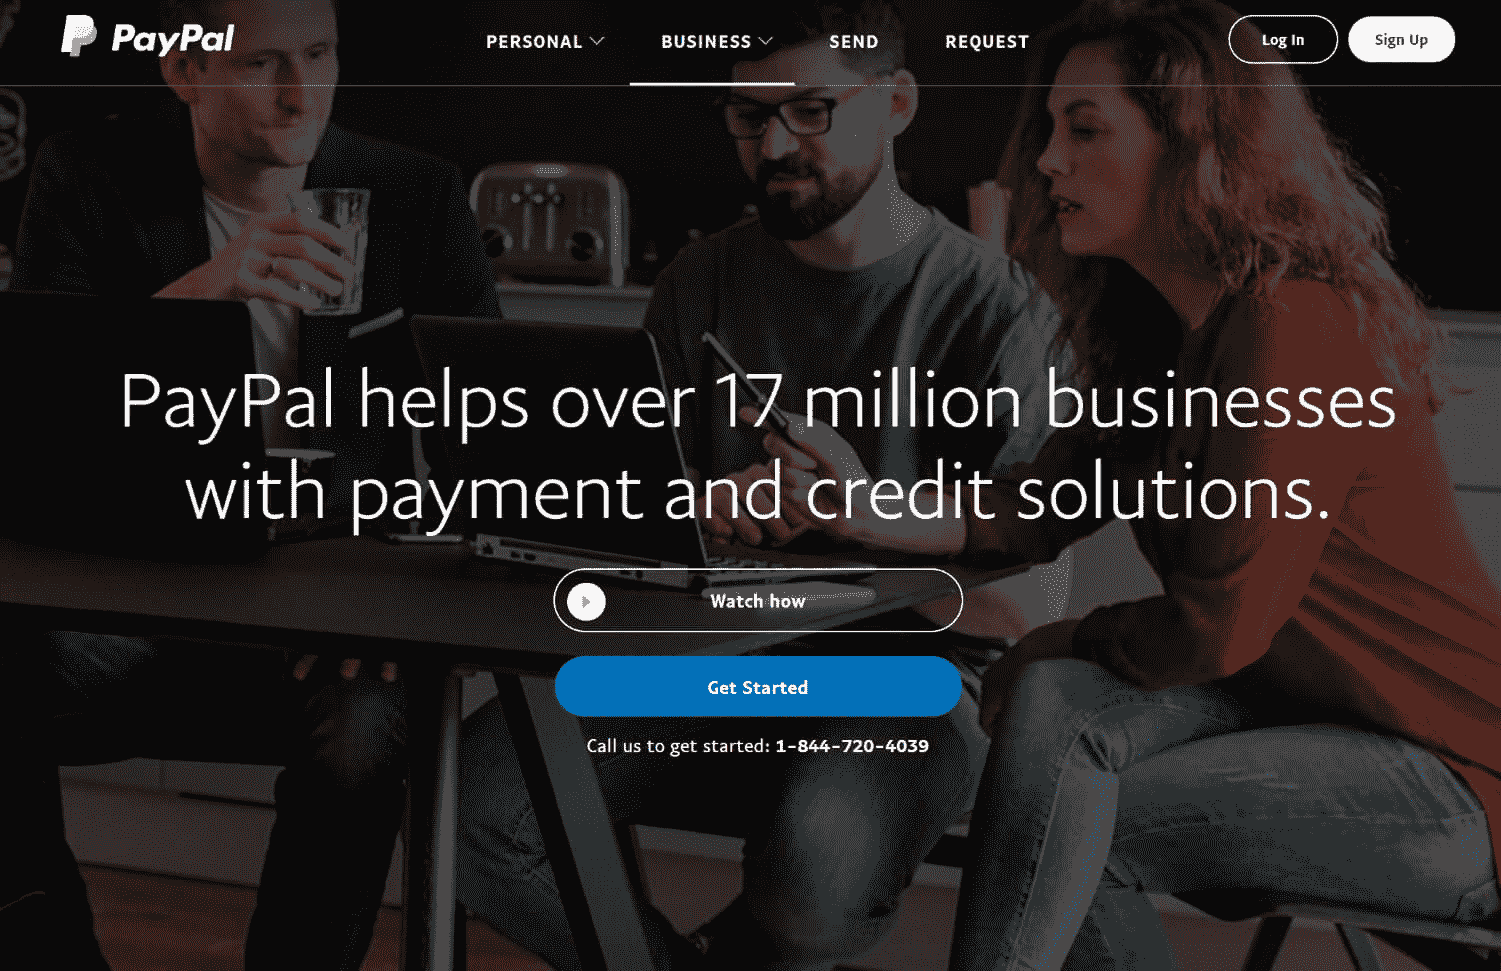 PayPal
PERSONAL
BUSINESS
SEND
REQUEST
Log In
Sign Up
PayPal helps over 17 million businesses
with payment and credit solutions.
Watch how
Get Started
Call us to get started: 1-844-720-4039